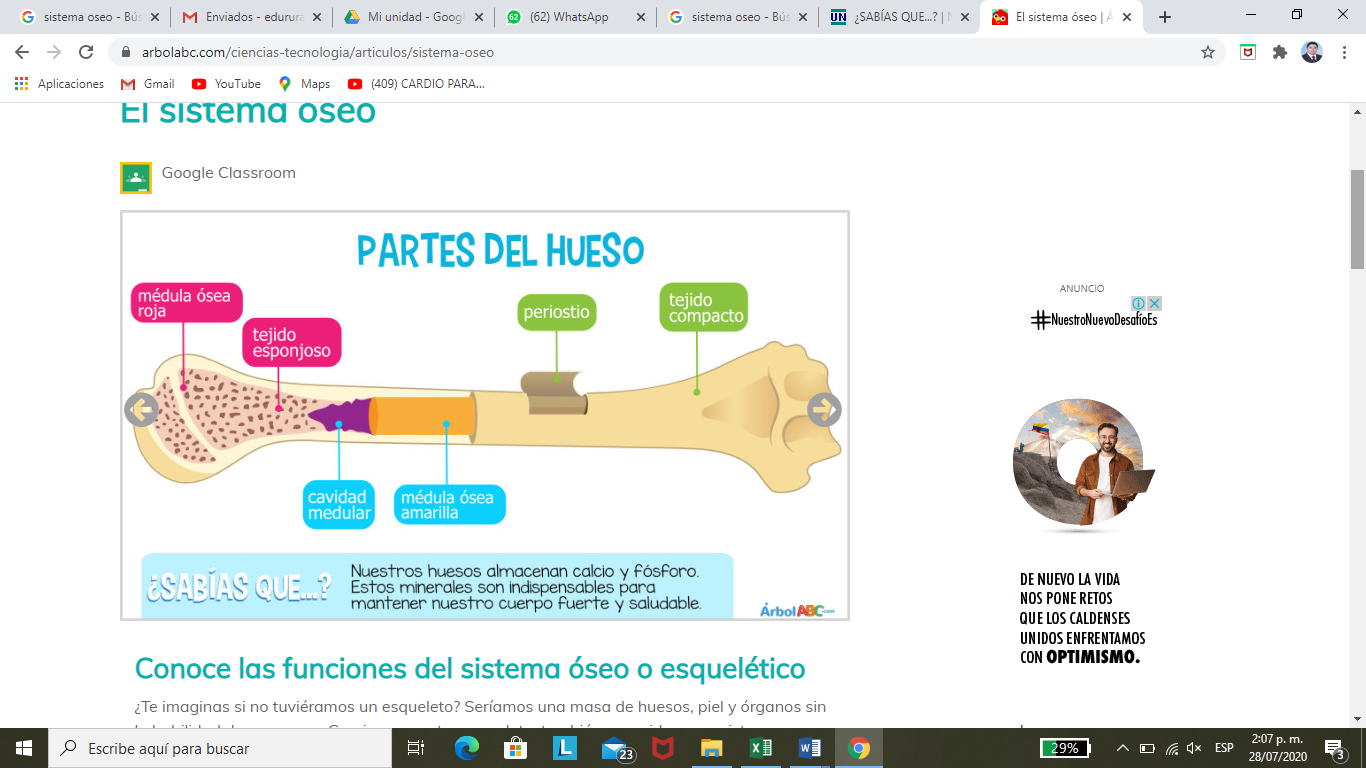 sistema oseo - Bús
Enviados - edurura
Mi unidad - Googl
62
(62) WhatsApp
sistema oseo - Bús
UN
¿SABÍAS QUE...? | N
El sistema óseo | Á
arbolabc.com/ciencias-tecnologia/articulos/sistema-oseo
Aplicaciones
Gmail
YouTube
Maps
(409) CARDIO PARA...
El sistema óseo
Google Classroom
PARTES DEL HUESO
médula ósea
roja
tejido
esponjoso
periostio
tejido
compacto
cavidad
medular
médula ósea
amarilla
¿SABÍAS QUE...?
Nuestros huesos almacenan calcio y fósforo.
Estos minerales son indispensables para
mantener nuestro cuerpo fuerte y saludable.
ÁrbolABC.com
ANUNCIO
#NuestroNuevoDesafíoEs
DE NUEVO LA VIDA
NOS PONE RETOS
QUE LOS CALDENSES
UNIDOS ENFRENTAMOS
CON OPTIMISMO.
Conoce las funciones del sistema óseo o esquelético
¿Te imaginas si no tuviéramos un esqueleto? Seríamos una masa de huesos, piel y órganos sin
Escribe aquí para buscar
L
23
29%
ESP
2:07 p. m.
28/07/2020
3